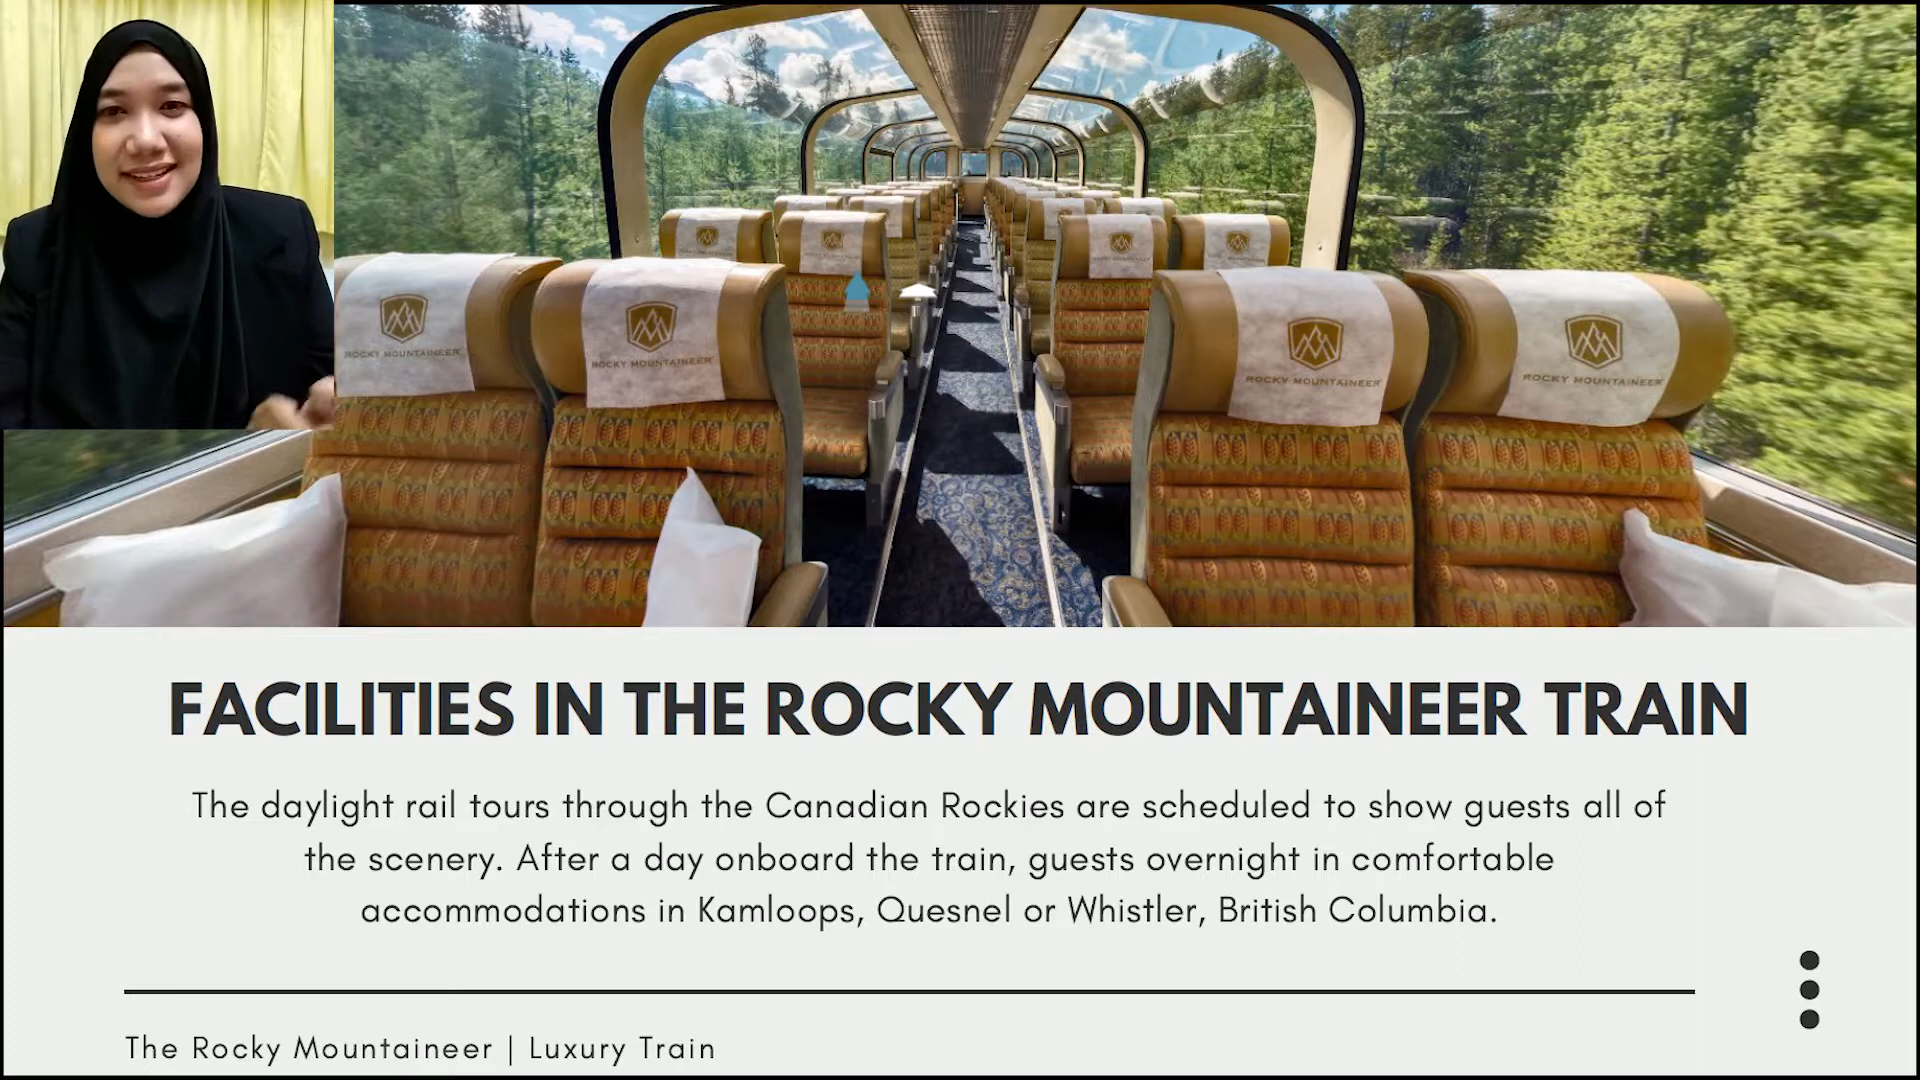 ROCKY MOUNTAINEER
ROCKY MOUNTAINEER
ROCKY MOUNTAINEER
ROCKY MOUNTAINEER
FACILITIES IN THE ROCKY MOUNTAINEER TRAIN
The daylight rail tours through the Canadian Rockies are scheduled to show guests all of
the scenery. After a day onboard the train, guests overnight in comfortable
accommodations in Kamloops, Quesnel or Whistler, British Columbia.
The Rocky Mountaineer | Luxury Train